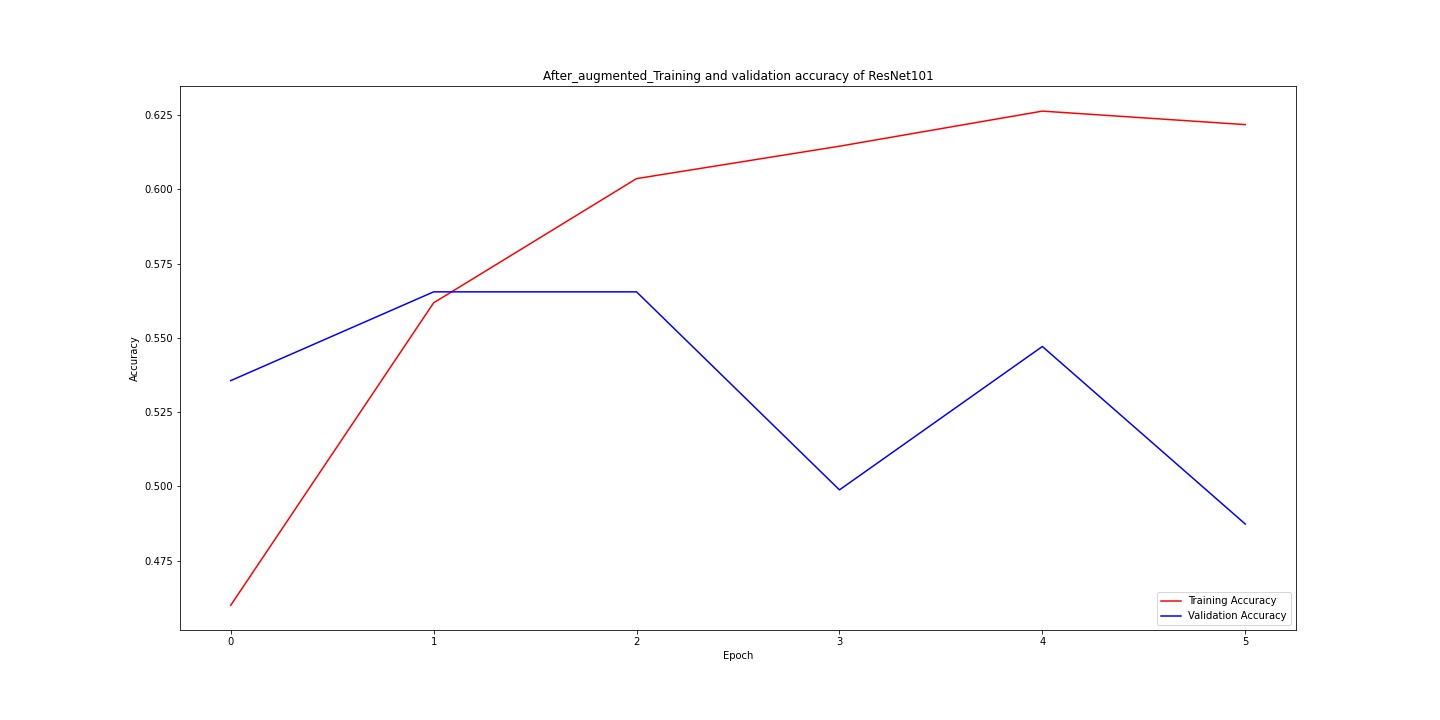 After_augmented_Training and validation accuracy of ResNet101
0.625
0.600
0.575
0.550
0.525
0.500
0.475
Accuracy
Training Accuracy
Validation Accuracy
0 1 2 3 4 5
Epoch